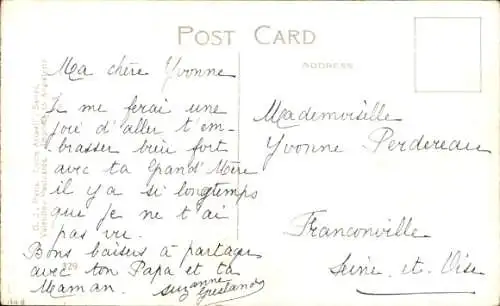 POST CARD
ADDRESS
Ma chère Yvonne
Je me ferai une
joie d'aller t'em-
brasser bien fort
avec ta Grand'Mère
il y a si longtemps
que je ne t'ai
pas vu.
Bons baisers à partager
avec ton Papa et ta
Maman. Suzanne
Mademoiselle
Yvonne Perdereau
Franconville
Seine-et-Oise
329